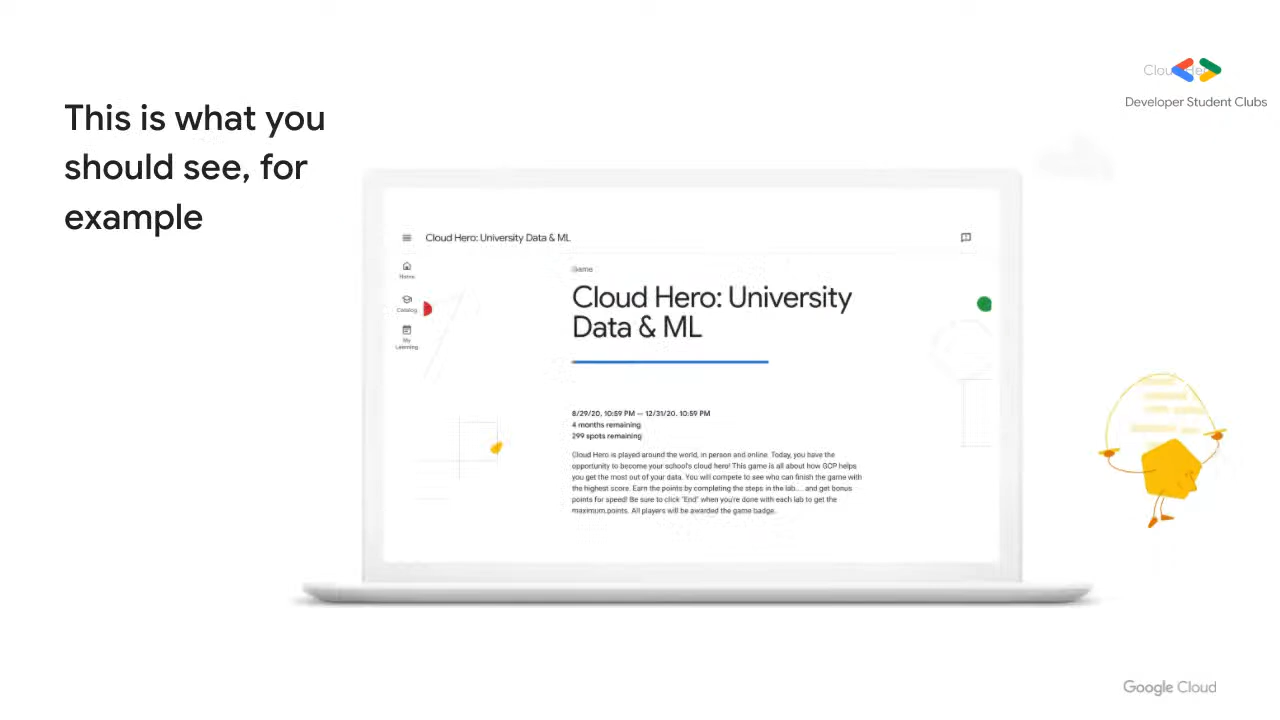 This is what you
should see, for
example
Developer Student Clubs
Cloud Hero: University Data & ML
Home
Catalog
My
Learning
Game
Cloud Hero: University
Data & ML
8/29/20, 10:59 PM — 12/31/20, 10:59 PM
4 months remaining
299 spots remaining
Cloud Hero is played around the world, in person and online. Today, you have the
opportunity to become your school's cloud hero! This game is all about how GCP helps
you get the most out of your data. You will compete to see who can finish the game with
the highest score. Earn the points by completing the steps in the lab.... and get bonus
points for speed! Be sure to click "End" when you're done with each lab to get the
maximum points. All players will be awarded the game badge.
Google Cloud